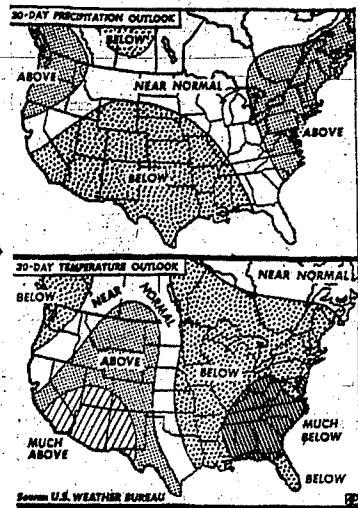 30-DAY PRECIPITATION OUTLOOK
BELOW
ABOVE
NEAR NORMAL
ABOVE
BELOW
30-DAY TEMPERATURE OUTLOOK
NEAR NORMAL
BELOW
NEAR NORMAL
ABOVE
BELOW
MUCH ABOVE
MUCH BELOW
BELOW
Source: U.S. WEATHER BUREAU